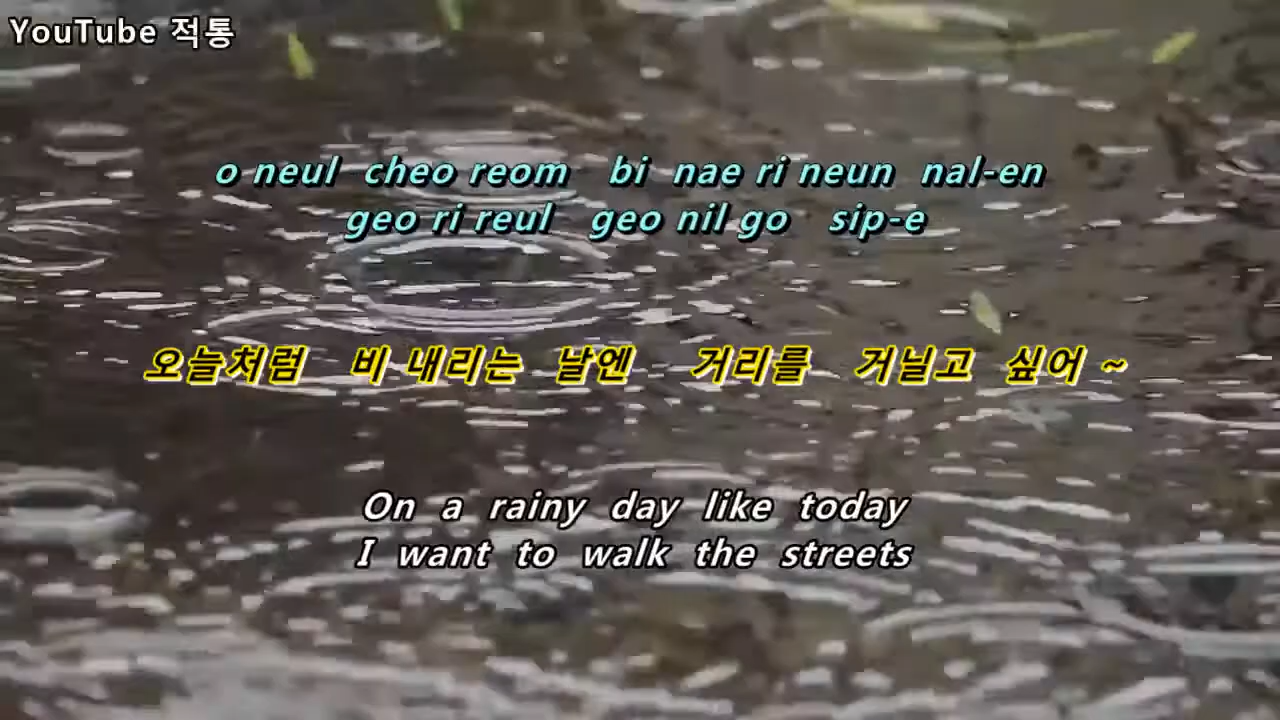 YouTube 적통
o neul cheo reom bi nae ri neun nal-en
geo ri reul geo nil go sip-e
오늘처럼 비 내리는 날엔 거리를 거닐고 싶어 ~
On a rainy day like today
I want to walk the streets